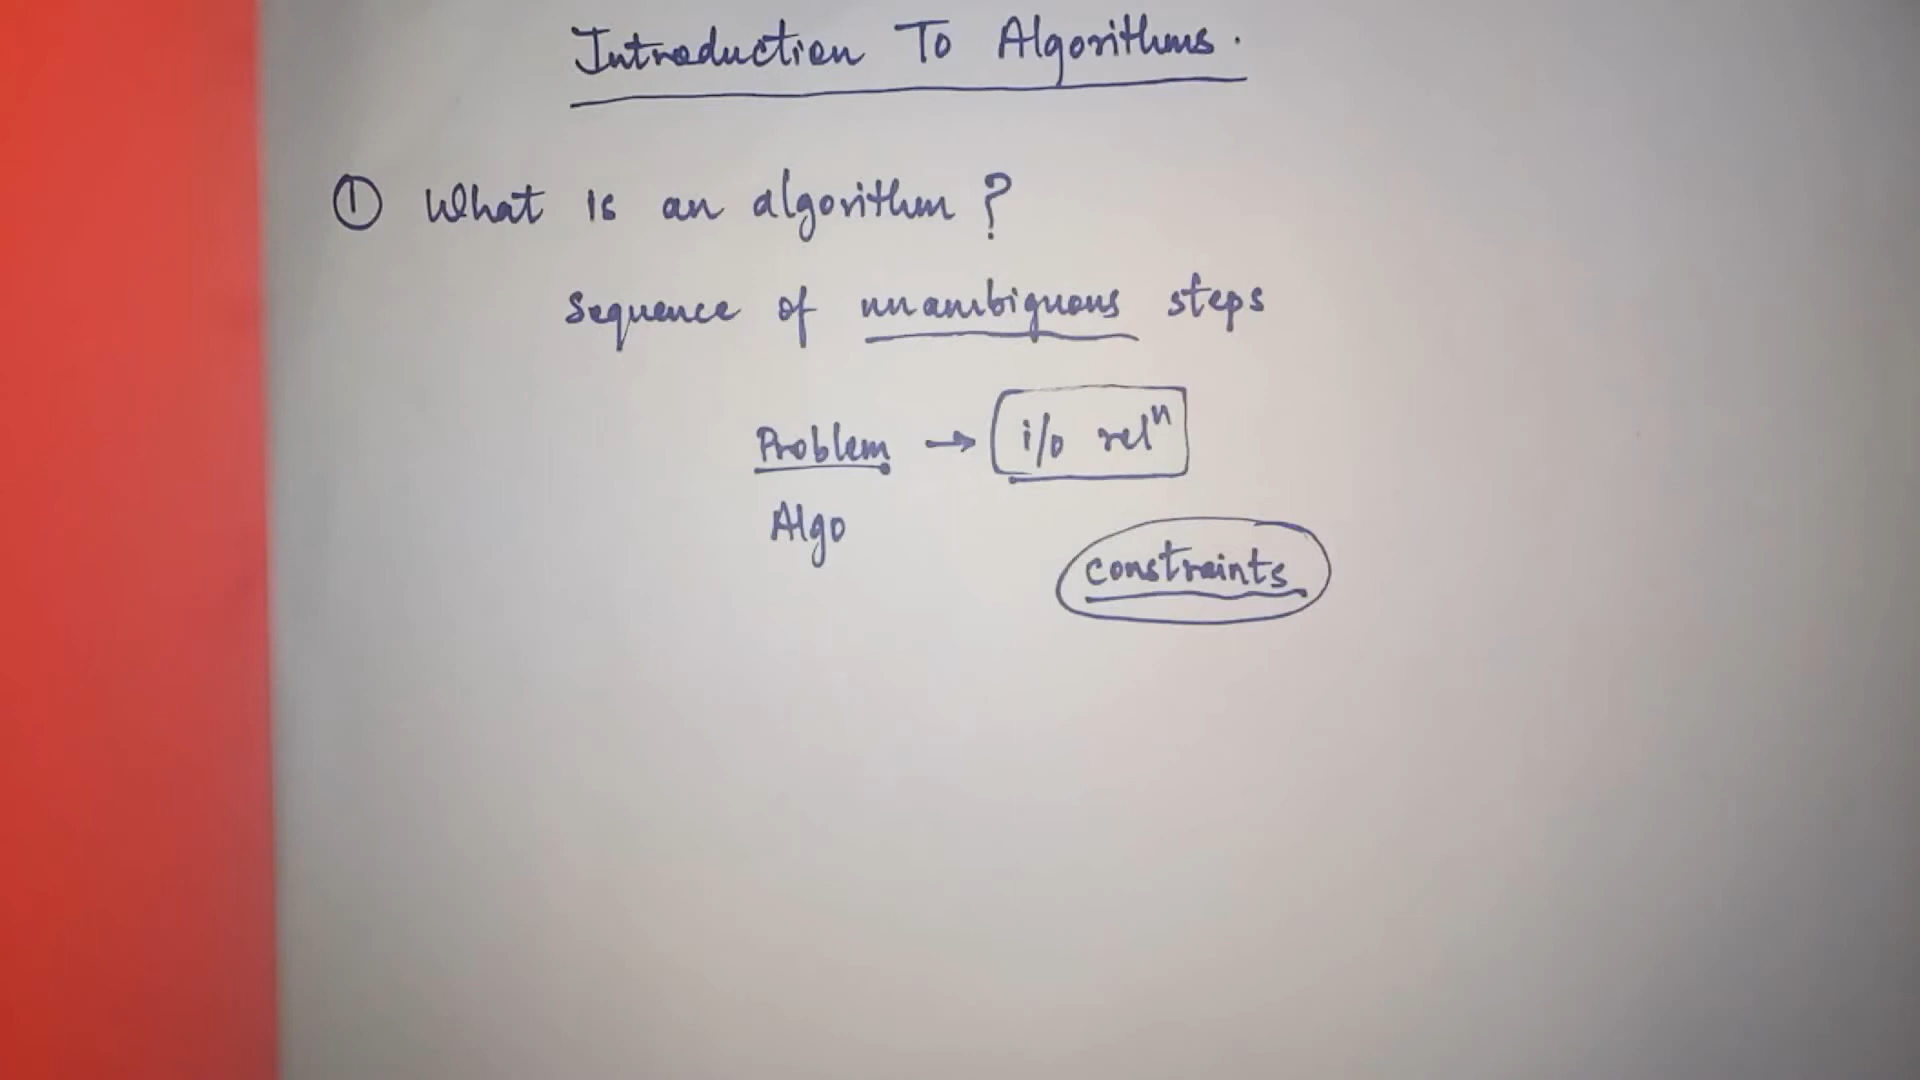 Introduction To Algorithms.
① What is an algorithm?
Sequence of unambiguous steps
Problem → i/o relⁿ
Algo
constraints